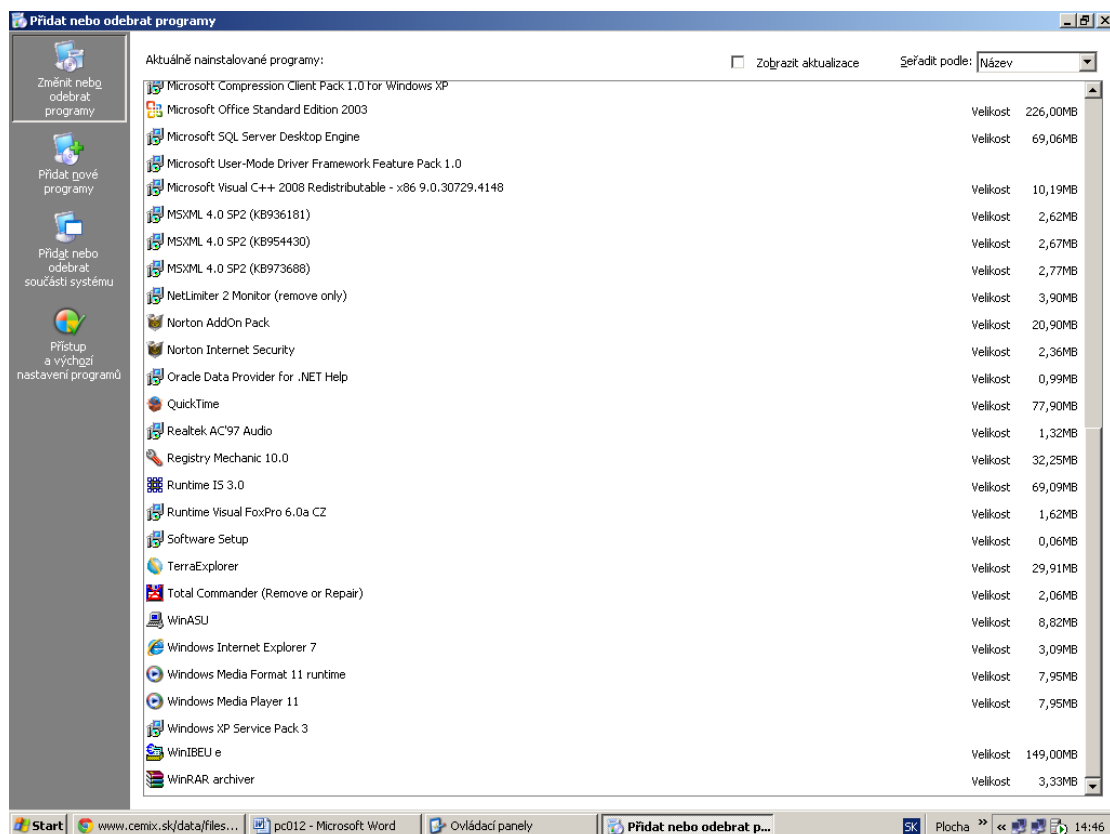 Přidat nebo odebrat programy
Změnit nebo
odebrat
programy
Přidat nové
programy
Přidat nebo
odebrat
součásti systému
Přístup
a výchozí
nastavení programů
Aktuálně nainstalované programy:
Zobrazit aktualizace
Seřadit podle: Název
Microsoft Compression Client Pack 1.0 for Windows XP
Microsoft Office Standard Edition 2003 Velikost 226,00MB
Microsoft SQL Server Desktop Engine Velikost 69,06MB
Microsoft User-Mode Driver Framework Feature Pack 1.0
Microsoft Visual C++ 2008 Redistributable - x86 9.0.30729.4148 Velikost 10,19MB
MSXML 4.0 SP2 (KB936181) Velikost 2,62MB
MSXML 4.0 SP2 (KB954430) Velikost 2,67MB
MSXML 4.0 SP2 (KB973688) Velikost 2,77MB
NetLimiter 2 Monitor (remove only) Velikost 3,90MB
Norton AddOn Pack Velikost 20,90MB
Norton Internet Security Velikost 2,36MB
Oracle Data Provider for .NET Help Velikost 0,99MB
QuickTime Velikost 77,90MB
Realtek AC'97 Audio Velikost 1,32MB
Registry Mechanic 10.0 Velikost 32,25MB
Runtime IS 3.0 Velikost 69,09MB
Runtime Visual FoxPro 6.0a CZ Velikost 1,62MB
Software Setup Velikost 0,06MB
TerraExplorer Velikost 29,91MB
Total Commander (Remove or Repair) Velikost 2,06MB
WinASU Velikost 8,82MB
Windows Internet Explorer 7 Velikost 3,09MB
Windows Media Format 11 runtime Velikost 7,95MB
Windows Media Player 11 Velikost 7,95MB
Windows XP Service Pack 3
WinIBEU e Velikost 149,00MB
WinRAR archiver Velikost 3,33MB
Start www.cemix.sk/data/files... pc012 - Microsoft Word Ovládací panely Přidat nebo odebrat p... SK Plocha » « 14:46